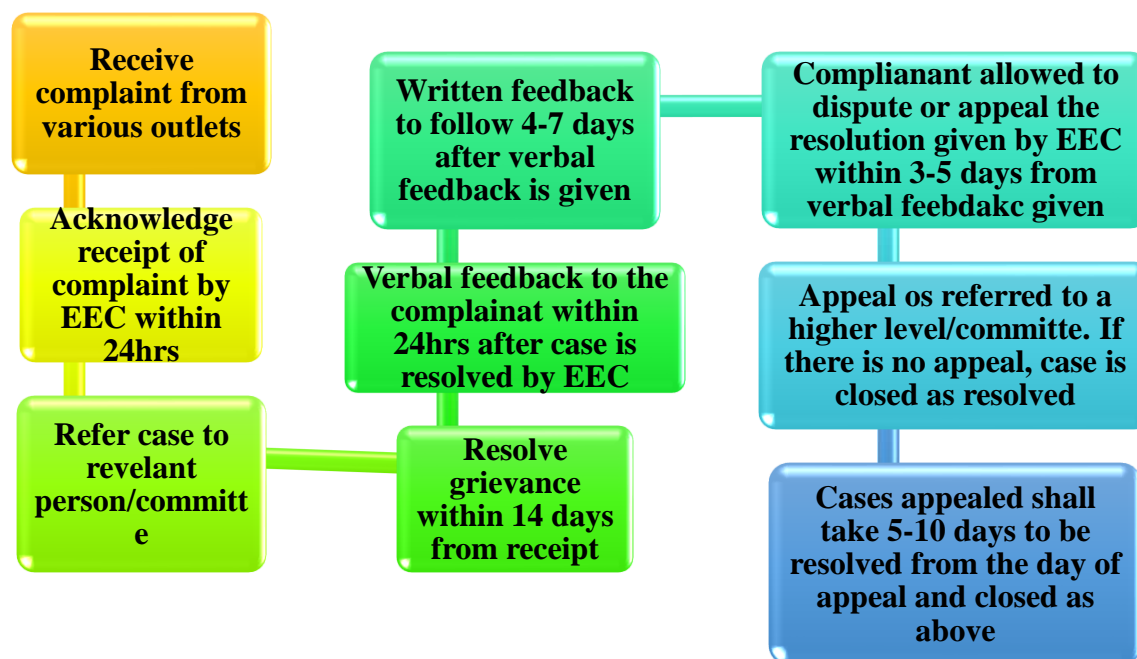 Receive
complaint from
various outlets
Acknowledge
receipt of
complaint by
EEC within
24hrs
Refer case to
revelant
person/committ
e
Resolve
grievance
within 14 days
from receipt
Verbal feedback to the
complainat within
24hrs after case is
resolved by EEC
Written feedback
to follow 4-7 days
after verbal
feedback is given
Complianant allowed to
dispute or appeal the
resolution given by EEC
within 3-5 days from
verbal feebdakc given
Appeal os referred to a
higher level/committe. If
there is no appeal, case is
closed as resolved
Cases appealed shall
take 5-10 days to be
resolved from the day of
appeal and closed as
above